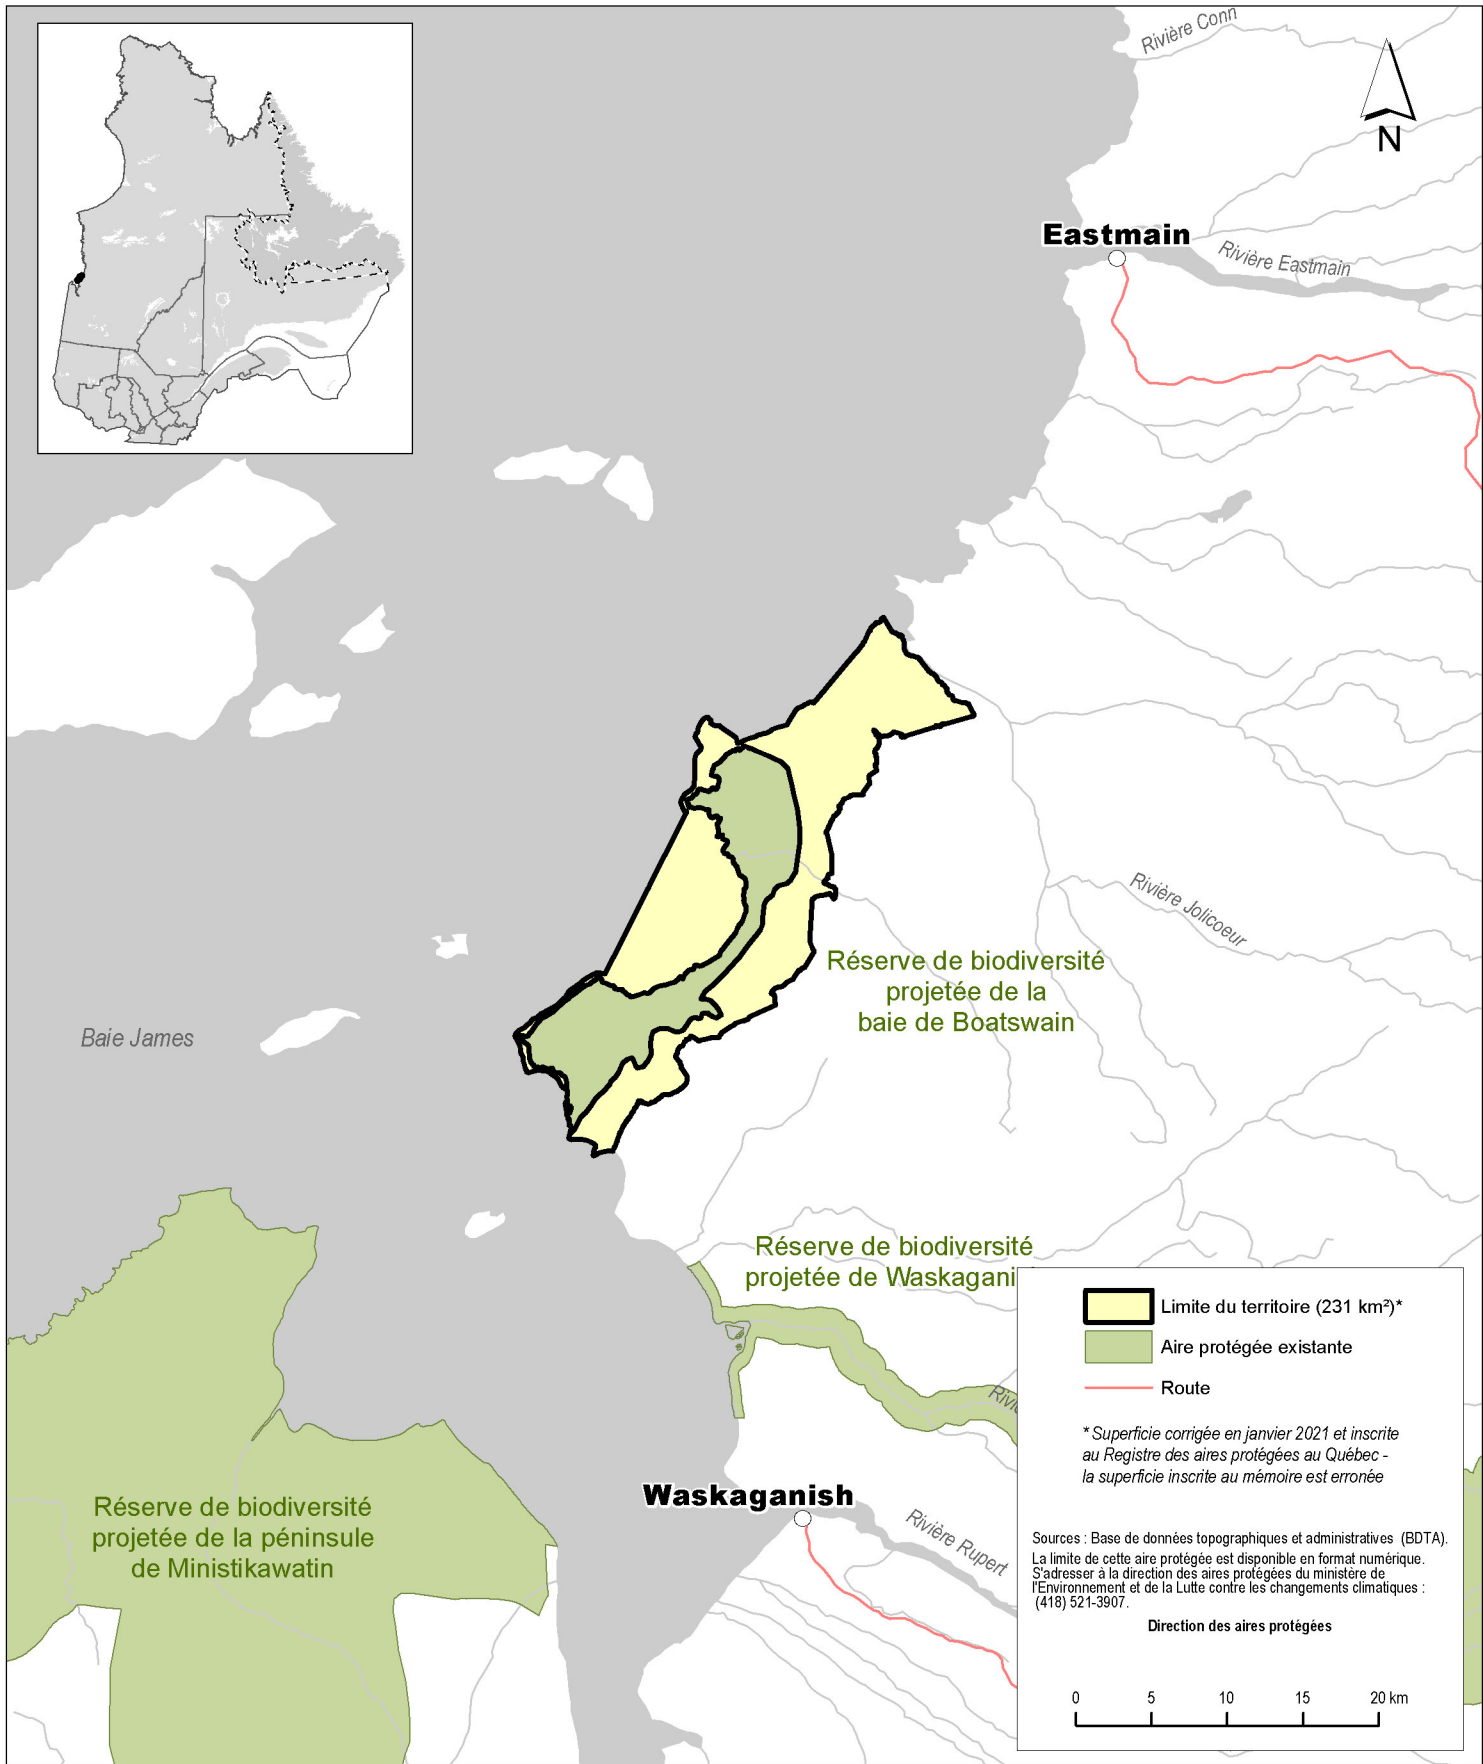 Rivière Conn
N
Eastmain
Rivière Eastmain
Rivière Jolicoeur
Réserve de biodiversité
projetée de la
baie de Boatswain
Baie James
Réserve de biodiversité
projetée de Waskagani
Limite du territoire (231 km²)*
Aire protégée existante
Route
* Superficie corrigée en janvier 2021 et inscrite
au Registre des aires protégées au Québec -
la superficie inscrite au mémoire est erronée
Réserve de biodiversité
projetée de la péninsule
de Ministikawatin
Waskaganish
Rivière Rupert
Sources : Base de données topographiques et administratives (BDTA).
La limite de cette aire protégée est disponible en format numérique.
S'adresser à la direction des aires protégées du ministère de
l'Environnement et de la Lutte contre les changements climatiques :
(418) 521-3907.
Direction des aires protégées
0 5 10 15 20 km